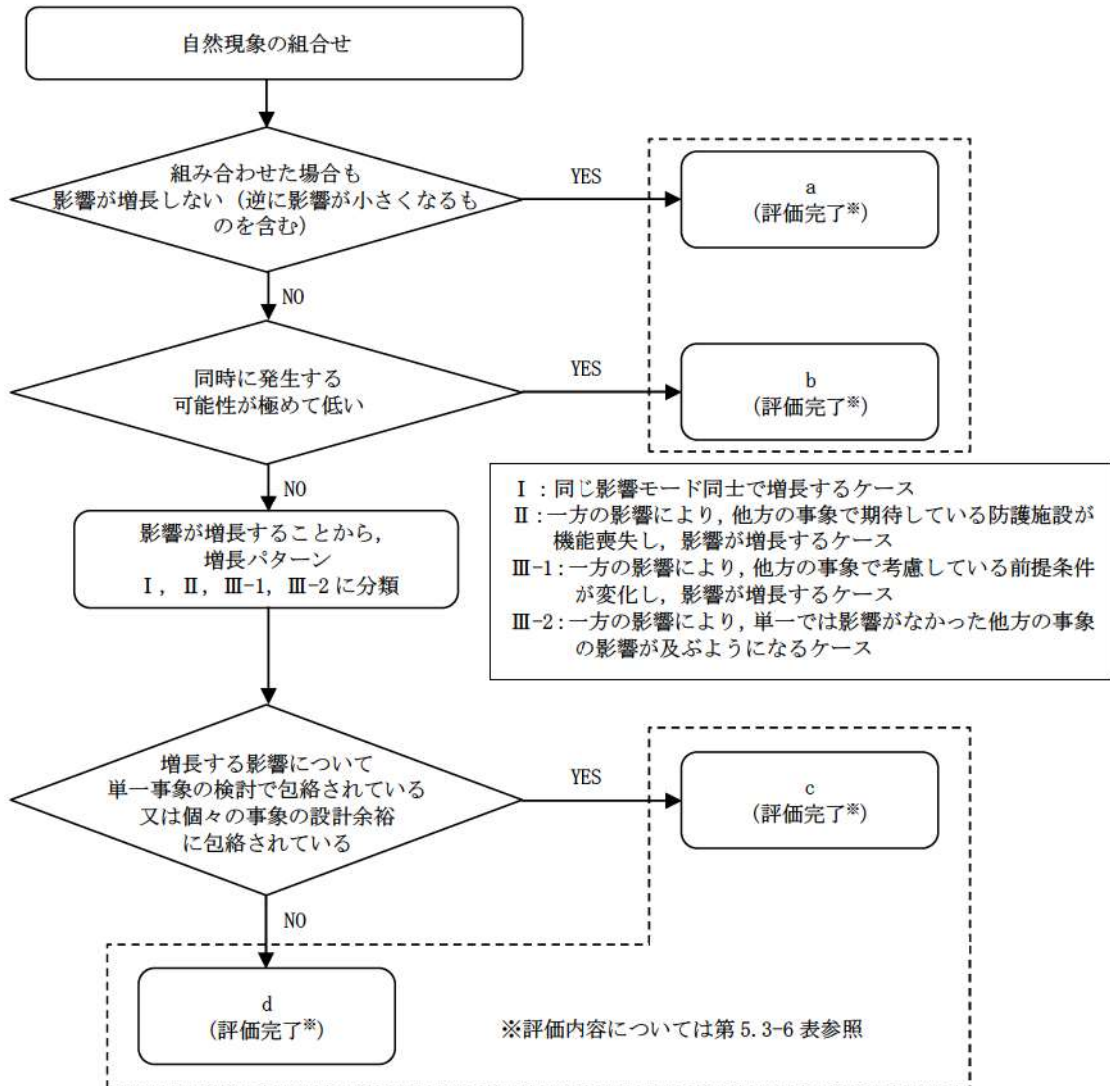 自然現象の組合せ
組み合わせた場合も
影響が増長しない（逆に影響が小さくなるも
のを含む）
YES
a
(評価完了※)
NO
同時に発生する
可能性が極めて低い
YES
b
(評価完了※)
NO
影響が増長することから,
増長パターン
Ⅰ, Ⅱ, Ⅲ-1, Ⅲ-2 に分類
Ⅰ：同じ影響モード同士で増長するケース
Ⅱ：一方の影響により, 他方の事象で期待している防護施設が
機能喪失し, 影響が増長するケース
Ⅲ-1：一方の影響により, 他方の事象で考慮している前提条件
が変化し, 影響が増長するケース
Ⅲ-2：一方の影響により, 単一では影響がなかった他方の事象
の影響が及ぶようになるケース
増長する影響について
単一事象の検討で包絡されている
又は個々の事象の設計余裕
に包絡されている
YES
c
(評価完了※)
NO
d
(評価完了※)
※評価内容については第 5.3-6 表参照